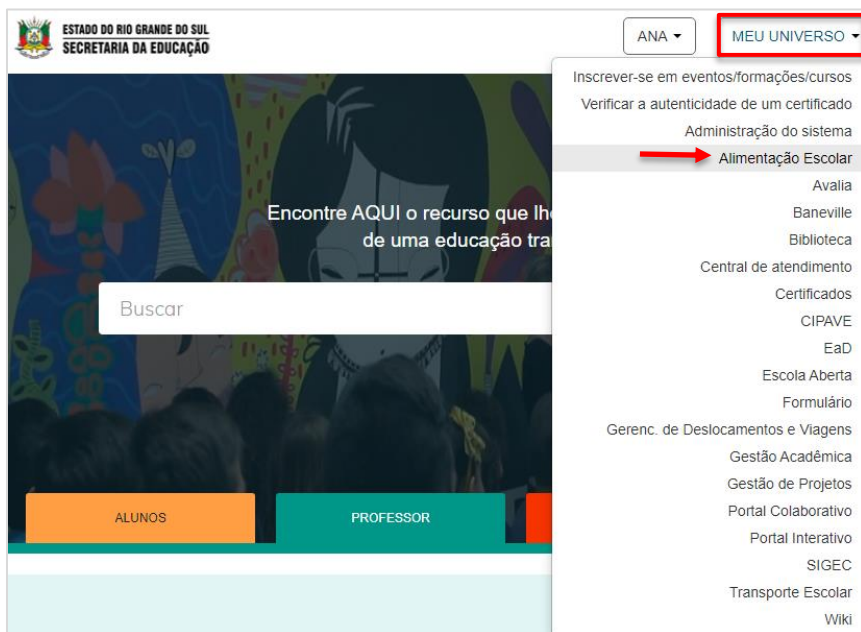 ESTADO DO RIO GRANDE DO SUL
SECRETARIA DA EDUCAÇÃO
ANA
MEU UNIVERSO
Inscrever-se em eventos/formações/cursos
Verificar a autenticidade de um certificado
Administração do sistema
Alimentação Escolar
Avalia
Baneville
Biblioteca
Central de atendimento
Certificados
CIPAVE
EaD
Escola Aberta
Formulário
Gerenc. de Deslocamentos e Viagens
Gestão Acadêmica
Gestão de Projetos
Portal Colaborativo
Portal Interativo
SIGEC
Transporte Escolar
Wiki
Encontre AQUI o recurso que
de uma educação
Buscar
ALUNOS
PROFESSOR